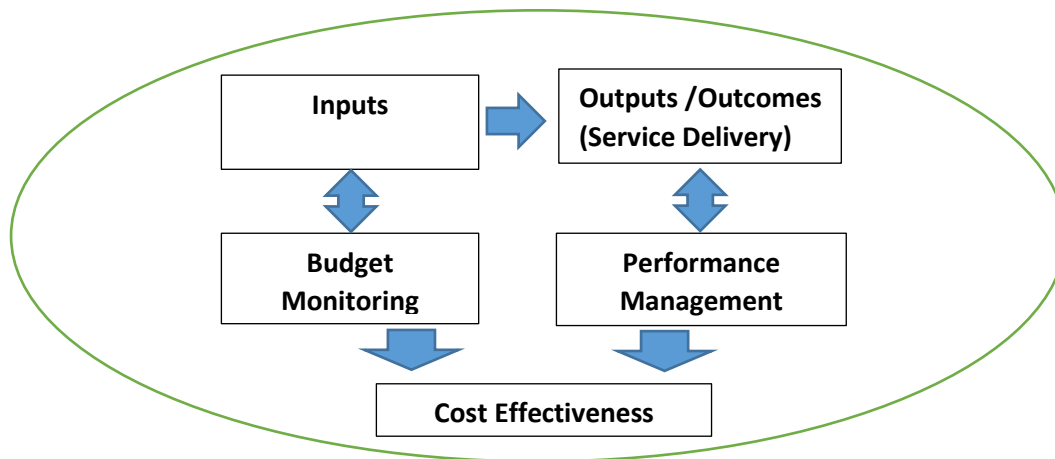 Inputs
Outputs /Outcomes
(Service Delivery)
Budget
Monitoring
Performance
Management
Cost Effectiveness